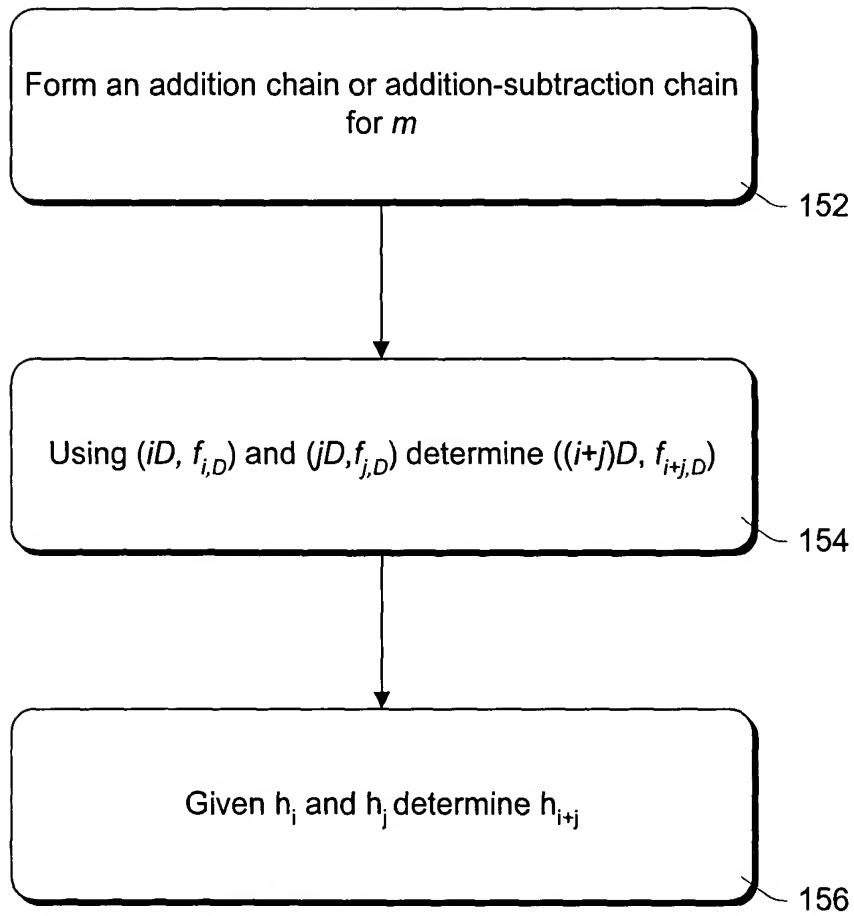 Form an addition chain or addition-subtraction chain
for m
152
Using (iD, f_{i,D}) and (jD,f_{j,D}) determine ((i+j)D, f_{i+j,D})
154
Given h_i and h_j determine h_{i+j}
156